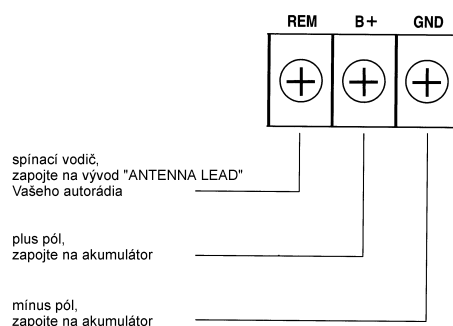 REM B+ GND
spínací vodič,
zapojte na vývod "ANTENNA LEAD"
Vašeho autorádia
plus pól,
zapojte na akumulátor
mínus pól,
zapojte na akumulátor